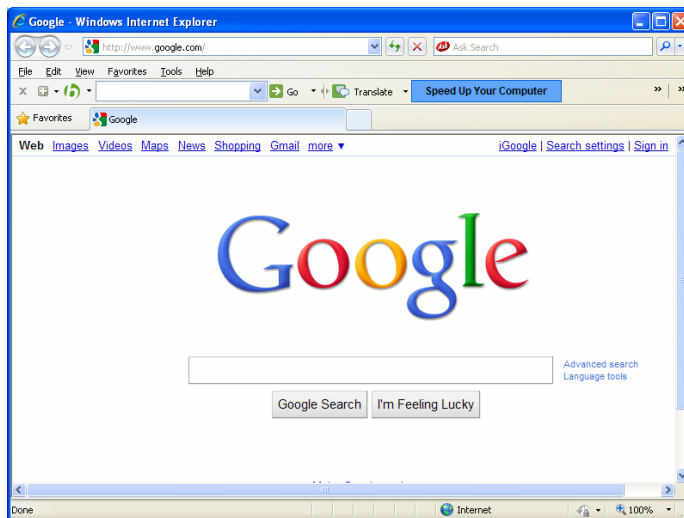 Google - Windows Internet Explorer
http://www.google.com/
Ask Search
File Edit View Favorites Tools Help
Go Translate Speed Up Your Computer
Favorites Google
Web Images Videos Maps News Shopping Gmail more ▼ iGoogle | Search settings | Sign in
Google
Advanced search
Language tools
Google Search I'm Feeling Lucky
Done Internet 100%